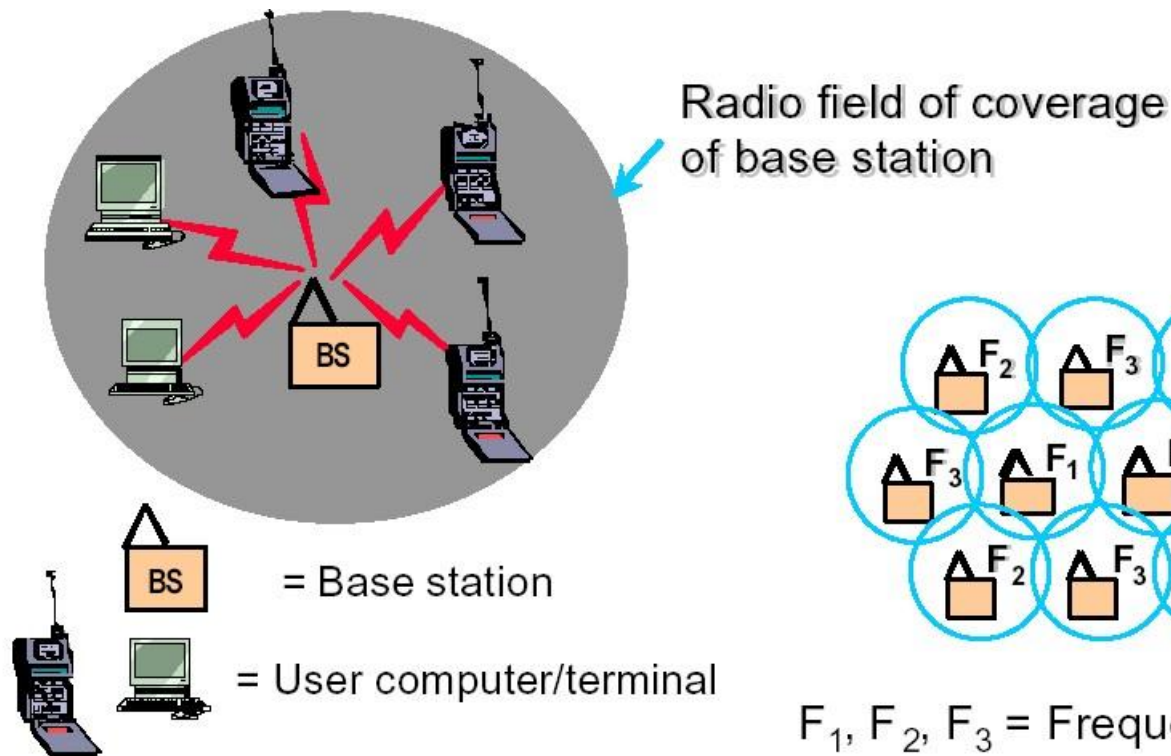 Radio field of coverage
of base station
BS
F2 F3
F3 F1
F2 F3
BS
= Base station
= User computer/terminal
F1, F2, F3 =